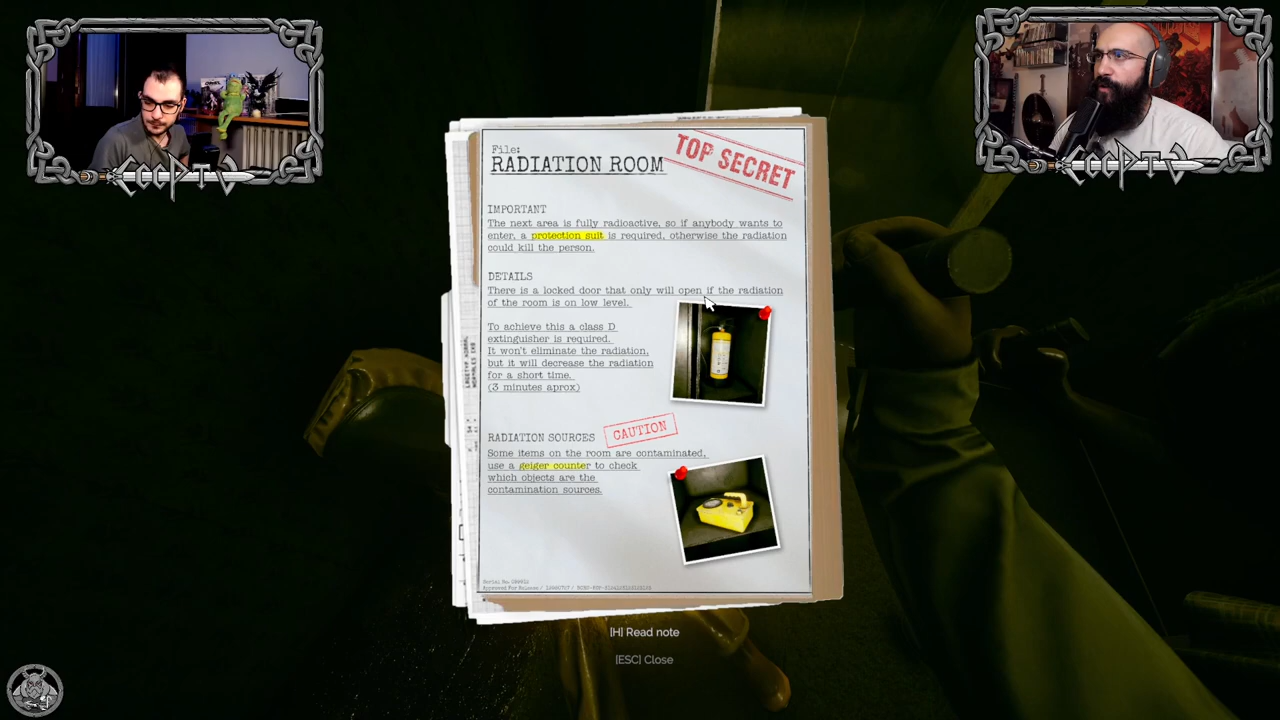 File:
RADIATION ROOM
TOP SECRET
IMPORTANT
The next area is fully radioactive, so if anybody wants to
enter, a protection suit is required, otherwise the radiation
could kill the person.
DETAILS
There is a locked door that only will open if the radiation
of the room is on low level.
To achieve this a class D
extinguisher is required.
It won't eliminate the radiation,
but it will decrease the radiation
for a short time.
(3 minutes aprox)
RADIATION SOURCES
CAUTION
Some items on the room are contaminated,
use a geiger counter to check
which objects are the
contamination sources.
[H] Read note
[ESC] Close